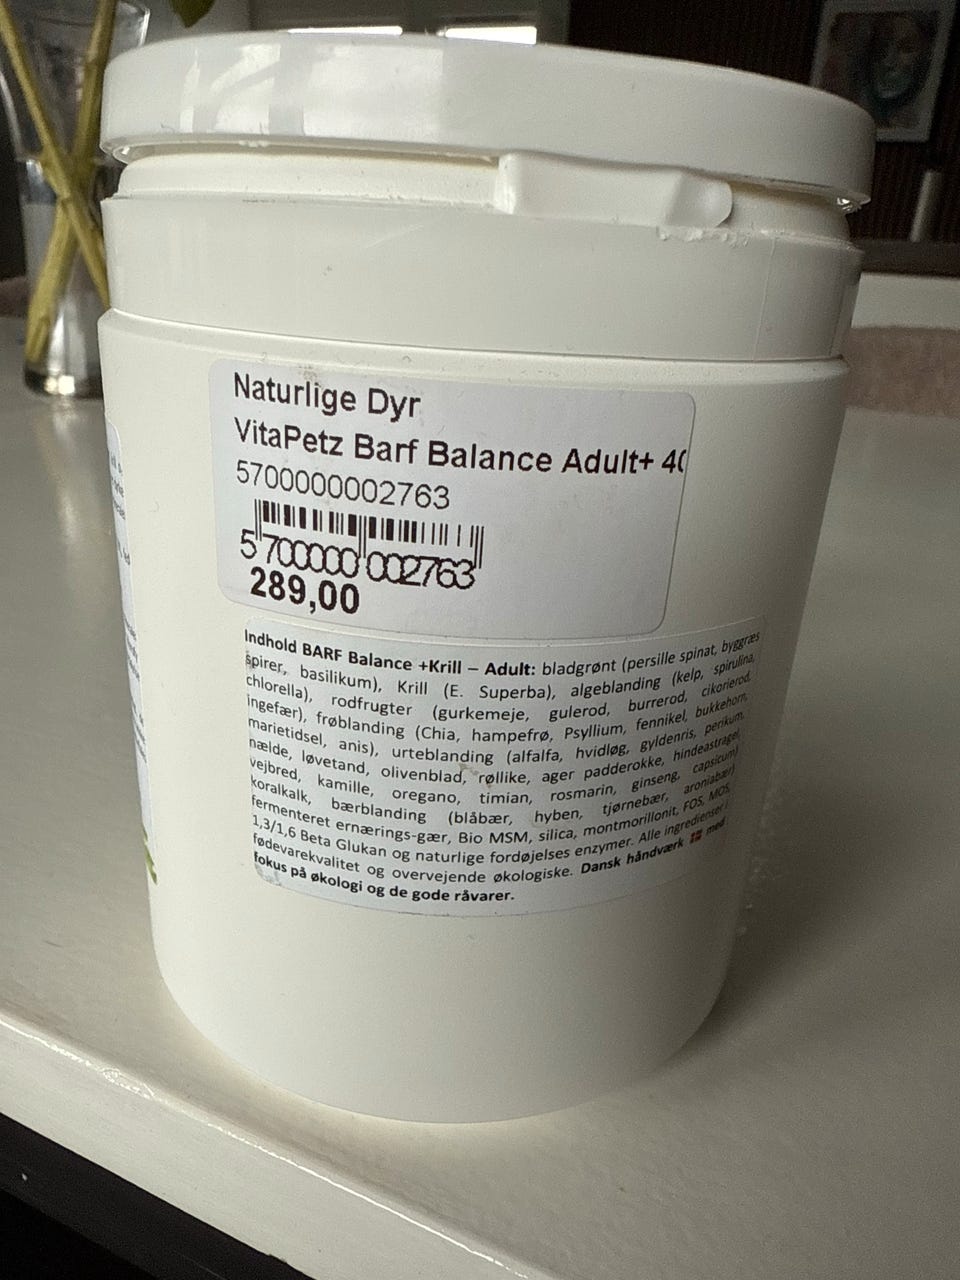 Naturlige Dyr
VitaPetz Barf Balance Adult+ 40
5700000002763
5 700000 002763
289,00
Indhold BARF Balance +Krill – Adult: bladgrønt (persille spinat, byggræs
spirer, basilikum), Krill (E. Superba), algeblanding (kelp, spirulina,
chlorella), rodfrugter (gurkemeje, gulerod, burrerod, cikorierod,
ingefær), frøblanding (Chia, hampefrø, Psyllium, fennikel, bukkehorn,
marietidsel, anis), urteblanding (alfalfa, hvidløg, gyldenris, perikum,
nælde, løvetand, olivenblad, røllike, ager padderokke, hindeastragel,
vejbred, kamille, oregano, timian, rosmarin, ginseng, capsicum)
koralkalk, bærblanding (blåbær, hyben, tjørnebær, aroniabær)
fermenteret ernærings-gær, Bio MSM, silica, montmorillonit, FOS, MOS,
1,3/1,6 Beta Glukan og naturlige fordøjelses enzymer. Alle ingredienser i
fødevarekvalitet og overvejende økologiske. Dansk håndværk med
fokus på økologi og de gode råvarer.